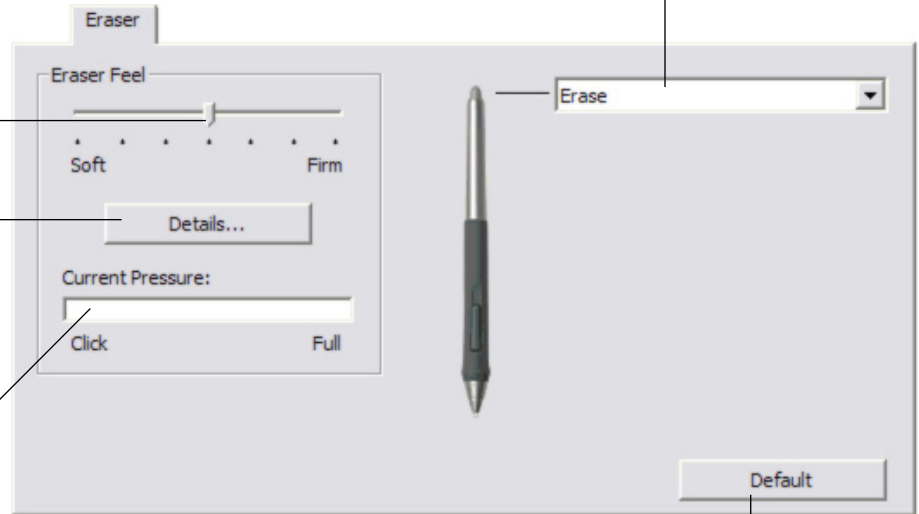 Eraser
Eraser Feel
Erase
Soft Firm
Details...
Current Pressure:
Click Full
Default